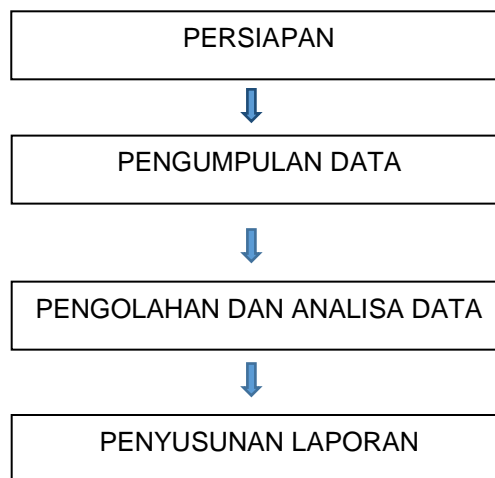 PERSIAPAN
PENGUMPULAN DATA
PENGOLAHAN DAN ANALISA DATA
PENYUSUNAN LAPORAN